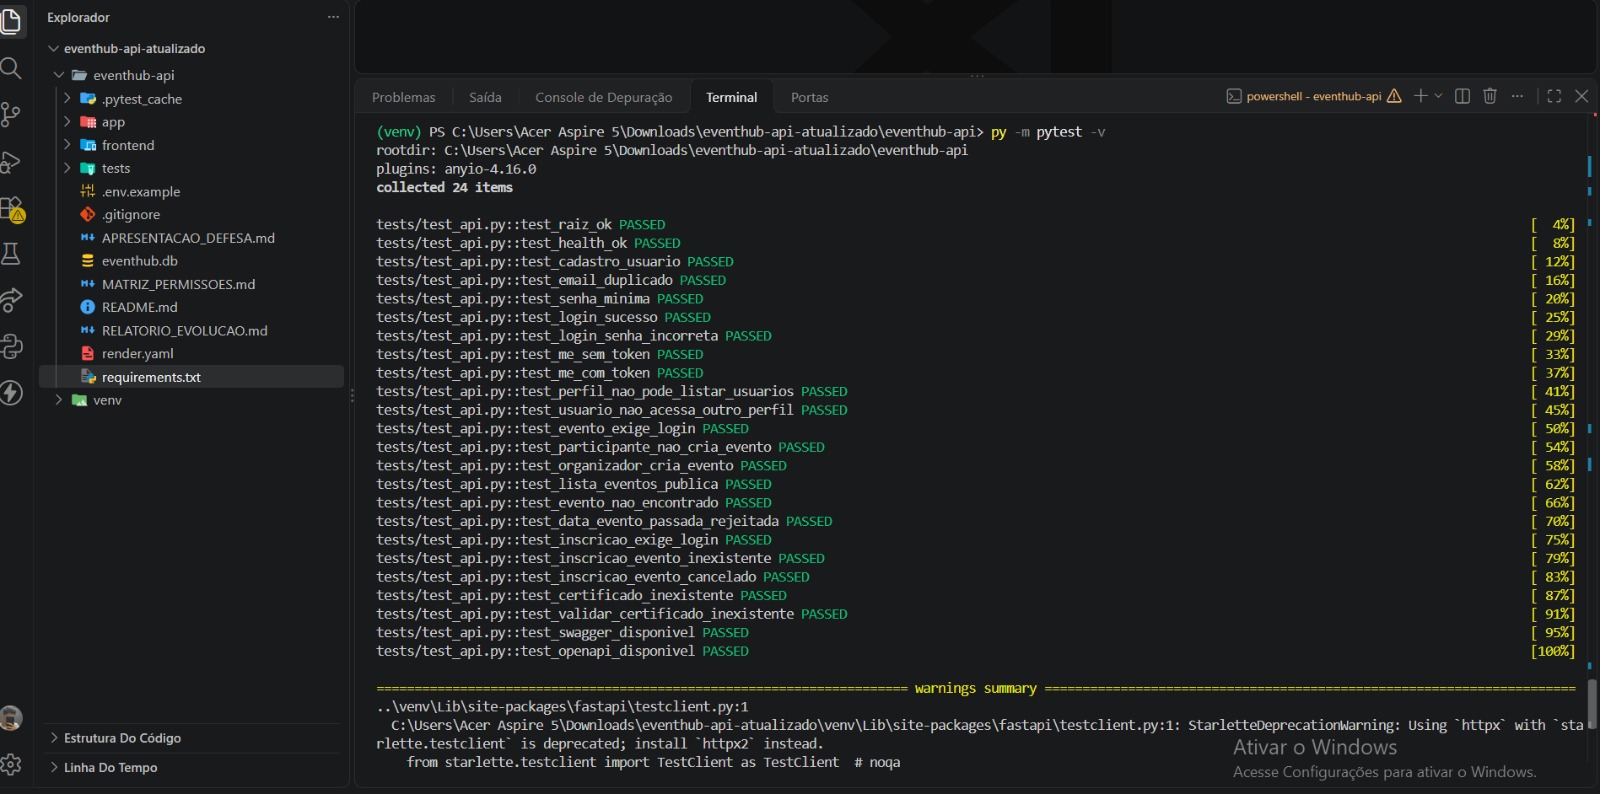 Explorador
eventhub-api-atualizado
eventhub-api
.pytest_cache
app
frontend
tests
.env.example
.gitignore
APRESENTACAO_DEFESA.md
eventhub.db
MATRIZ_PERMISSOES.md
README.md
RELATORIO_EVOLUCAO.md
render.yaml
requirements.txt
venv
Estrutura Do Código
Linha Do Tempo
Problemas Saída Console de Depuração Terminal Portas
powershell - eventhub-api
(venv) PS C:\Users\Acer Aspire 5\Downloads\eventhub-api-atualizado\eventhub-api> py -m pytest -v
rootdir: C:\Users\Acer Aspire 5\Downloads\eventhub-api-atualizado\eventhub-api
plugins: anyio-4.16.0
collected 24 items
tests/test_api.py::test_raiz_ok PASSED [ 4%]
tests/test_api.py::test_health_ok PASSED [ 8%]
tests/test_api.py::test_cadastro_usuario PASSED [ 12%]
tests/test_api.py::test_email_duplicado PASSED [ 16%]
tests/test_api.py::test_senha_minima PASSED [ 20%]
tests/test_api.py::test_login_sucesso PASSED [ 25%]
tests/test_api.py::test_login_senha_incorreta PASSED [ 29%]
tests/test_api.py::test_me_sem_token PASSED [ 33%]
tests/test_api.py::test_me_com_token PASSED [ 37%]
tests/test_api.py::test_perfil_nao_pode_listar_usuarios PASSED [ 41%]
tests/test_api.py::test_usuario_nao_acessa_outro_perfil PASSED [ 45%]
tests/test_api.py::test_evento_exige_login PASSED [ 50%]
tests/test_api.py::test_participante_nao_cria_evento PASSED [ 54%]
tests/test_api.py::test_organizador_cria_evento PASSED [ 58%]
tests/test_api.py::test_lista_eventos_publica PASSED [ 62%]
tests/test_api.py::test_evento_nao_encontrado PASSED [ 66%]
tests/test_api.py::test_data_evento_passada_rejeitada PASSED [ 70%]
tests/test_api.py::test_inscricao_exige_login PASSED [ 75%]
tests/test_api.py::test_inscricao_evento_inexistente PASSED [ 79%]
tests/test_api.py::test_inscricao_evento_cancelado PASSED [ 83%]
tests/test_api.py::test_certificado_inexistente PASSED [ 87%]
tests/test_api.py::test_validar_certificado_inexistente PASSED [ 91%]
tests/test_api.py::test_swagger_disponivel PASSED [ 95%]
tests/test_api.py::test_openapi_disponivel PASSED [100%]
====================================================================== warnings summary ======================================================================
..\venv\Lib\site-packages\fastapi\testclient.py:1
C:\Users\Acer Aspire 5\Downloads\eventhub-api-atualizado\venv\Lib\site-packages\fastapi\testclient.py:1: StarletteDeprecationWarning: Using `httpx` with `sta
rlette.testclient` is deprecated; install `httpx2` instead.
from starlette.testclient import TestClient as TestClient # noqa
Ativar o Windows
Acesse Configurações para ativar o Windows.